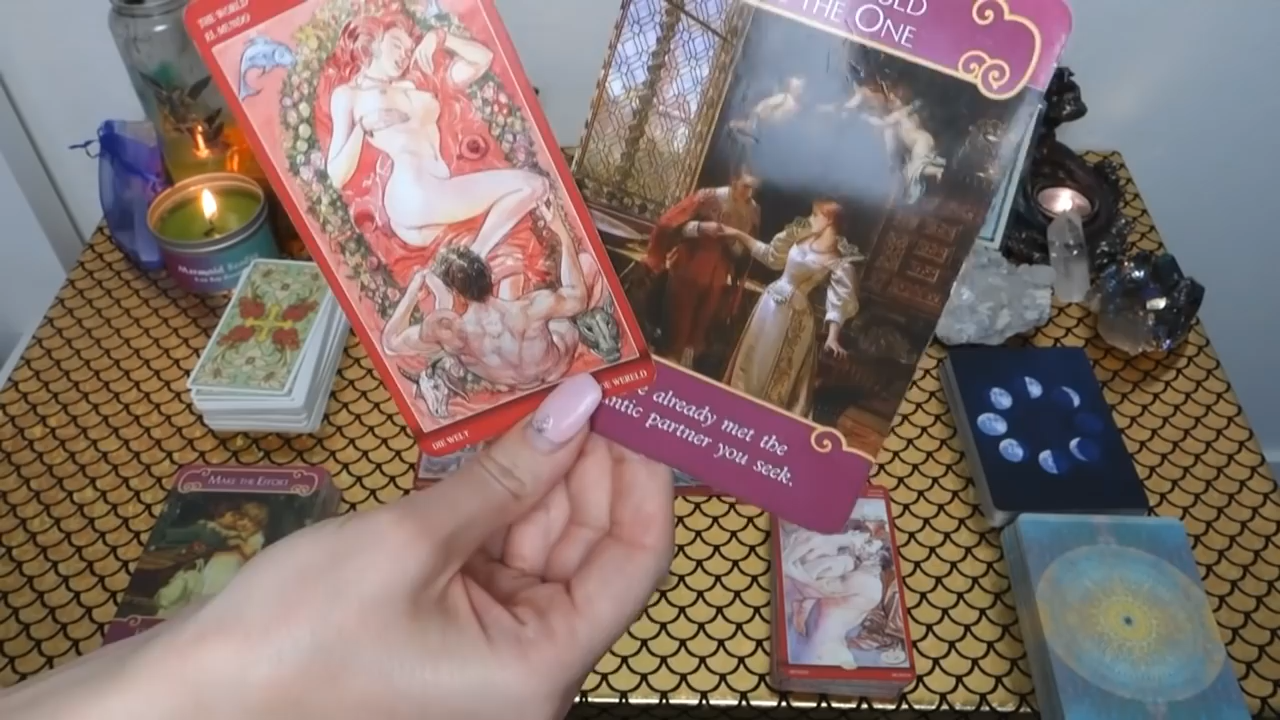 THE WORLD
EL MUNDO
DIE WELT
DE WERELD
THE ONE
already met the
antic partner you seek.
MAKE THE EFFORT
Mermaid